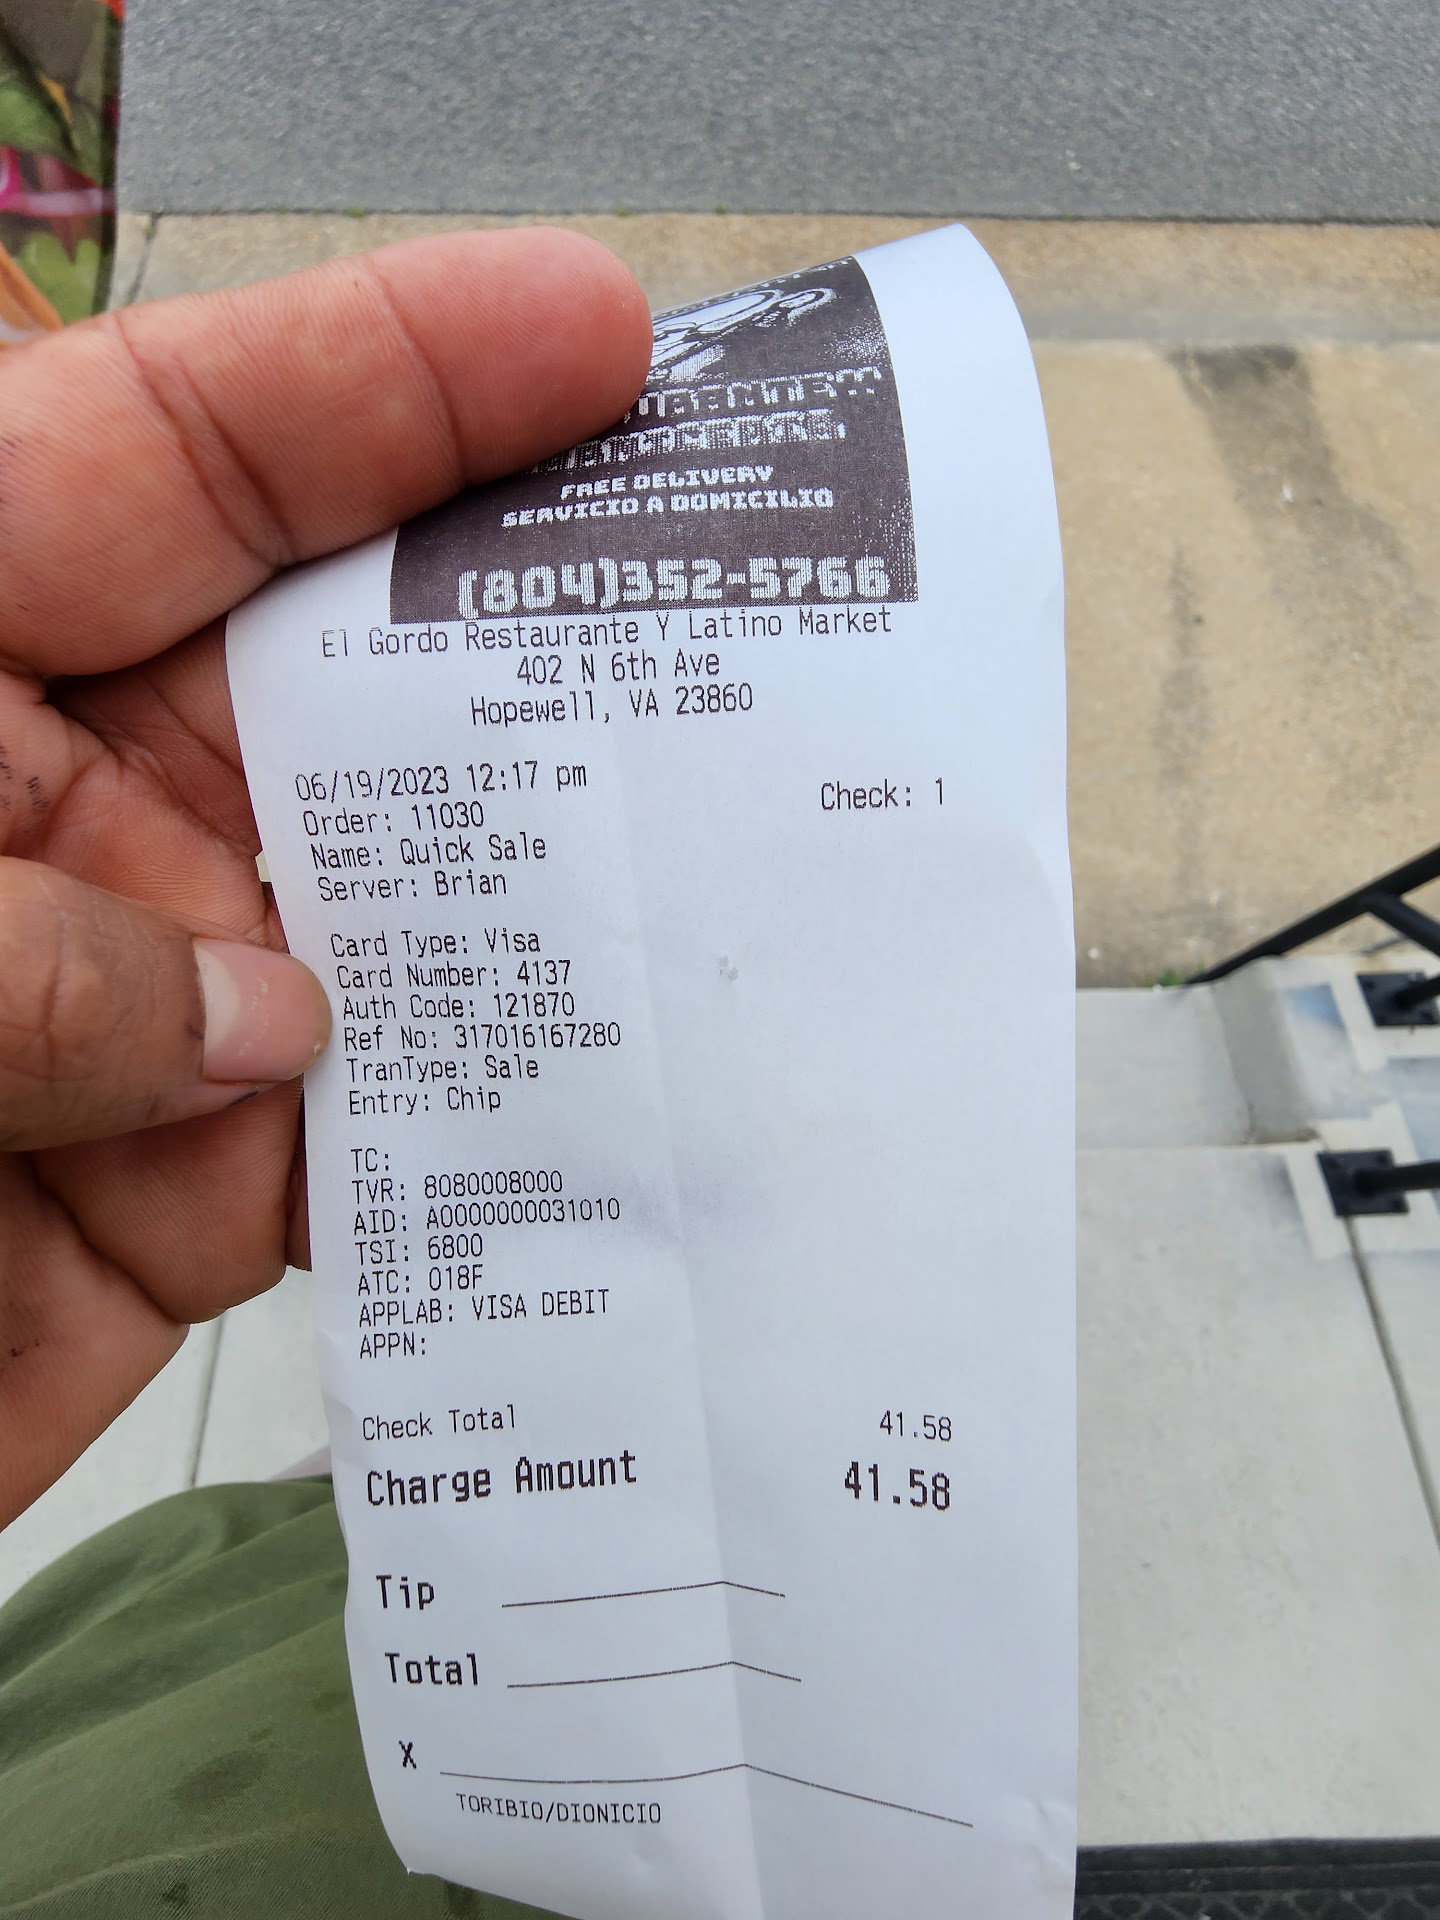 FREE DELIVERY
SERVICIO A DOMICILIO
(804)352-5766
El Gordo Restaurante Y Latino Market
402 N 6th Ave
Hopewell, VA 23860
06/19/2023 12:17 pm
Check: 1
Order: 11030
Name: Quick Sale
Server: Brian
Card Type: Visa
Card Number: 4137
Auth Code: 121870
Ref No: 317016167280
TranType: Sale
Entry: Chip
TC:
TVR: 8080008000
AID: A0000000031010
TSI: 6800
ATC: 018F
APPLAB: VISA DEBIT
APPN:
Check Total 41.58
Charge Amount 41.58
Tip
Total
X
TORIBIO/DIONICIO